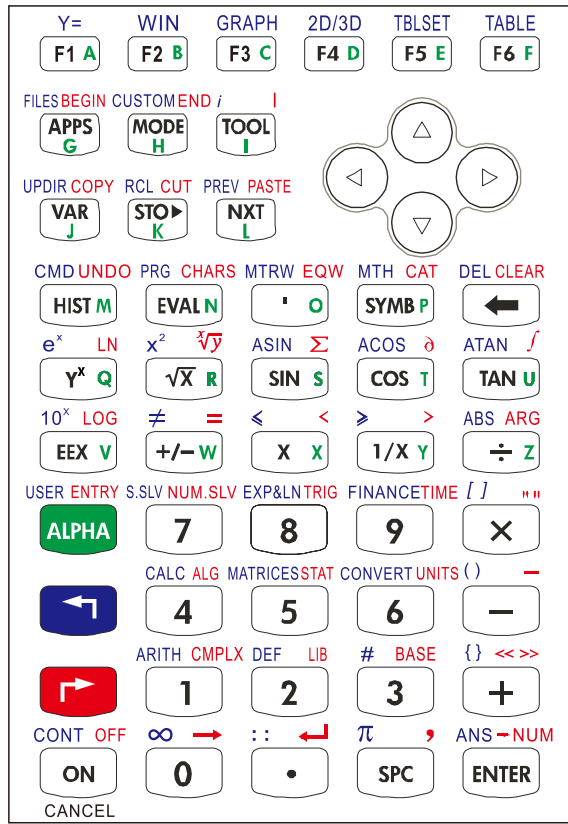 Y= WIN GRAPH 2D/3D TBLSET TABLE
F1 A F2 B F3 C F4 D F5 E F6 F
FILES BEGIN CUSTOM END i |
APPS MODE TOOL
G H I
UPDIR COPY RCL CUT PREV PASTE
VAR STO▶ NXT
J K L
CMD UNDO PRG CHARS MTRW EQW MTH CAT DEL CLEAR
HIST M EVAL N ' O SYMB P ⬅
eˣ LN x² ˣ√y ASIN Σ ACOS ∂ ATAN ∫
Yˣ Q √X R SIN S COS T TAN U
10ˣ LOG ≠ = ≤ < ≥ > ABS ARG
EEX V +/− W X X 1/X Y ÷ Z
USER ENTRY S.SLV NUM.SLV EXP&LN TRIG FINANCE TIME [ ] " "
ALPHA 7 8 9 ×
CALC ALG MATRICES STAT CONVERT UNITS ( ) −
4 5 6 −
ARITH CMPLX DEF LIB # BASE { } << >>
1 2 3 +
CONT OFF ∞ → : : ↵ π , ANS →NUM
ON 0 . SPC ENTER
CANCEL